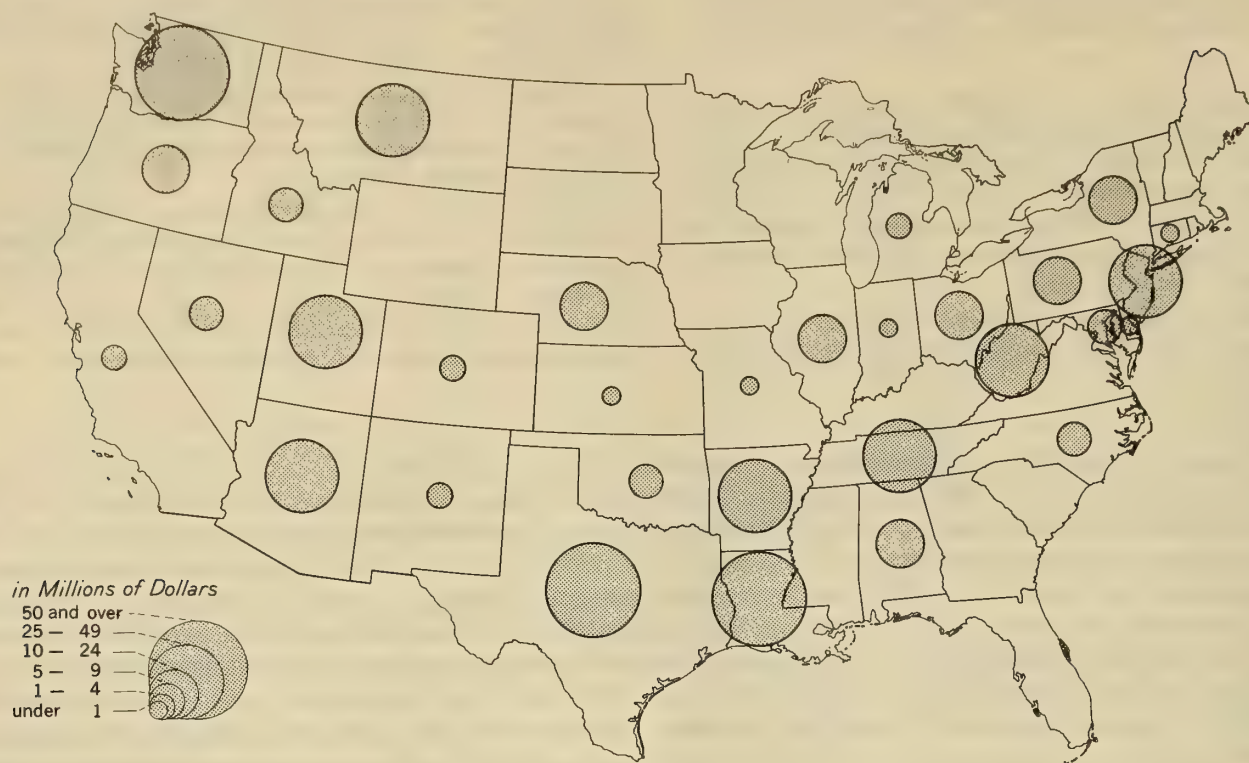 in Millions of Dollars
50 and over
25 – 49
10 – 24
5 – 9
1 – 4
under 1